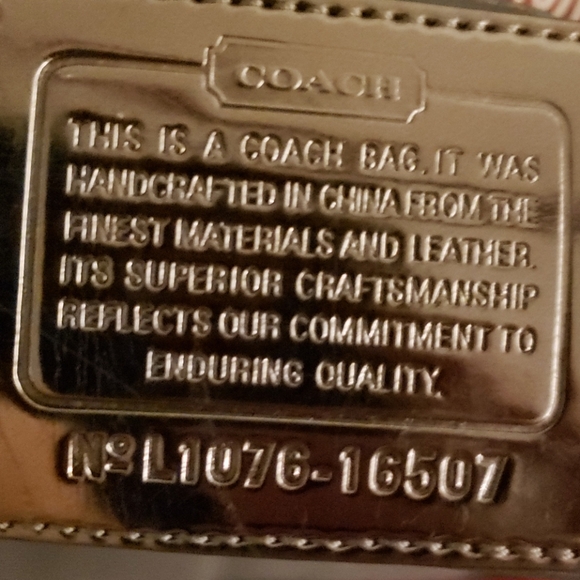 COACH
THIS IS A COACH BAG. IT WAS
HANDCRAFTED IN CHINA FROM THE
FINEST MATERIALS AND LEATHER.
ITS SUPERIOR CRAFTSMANSHIP
REFLECTS OUR COMMITMENT TO
ENDURING QUALITY.
Nº L1076-16507